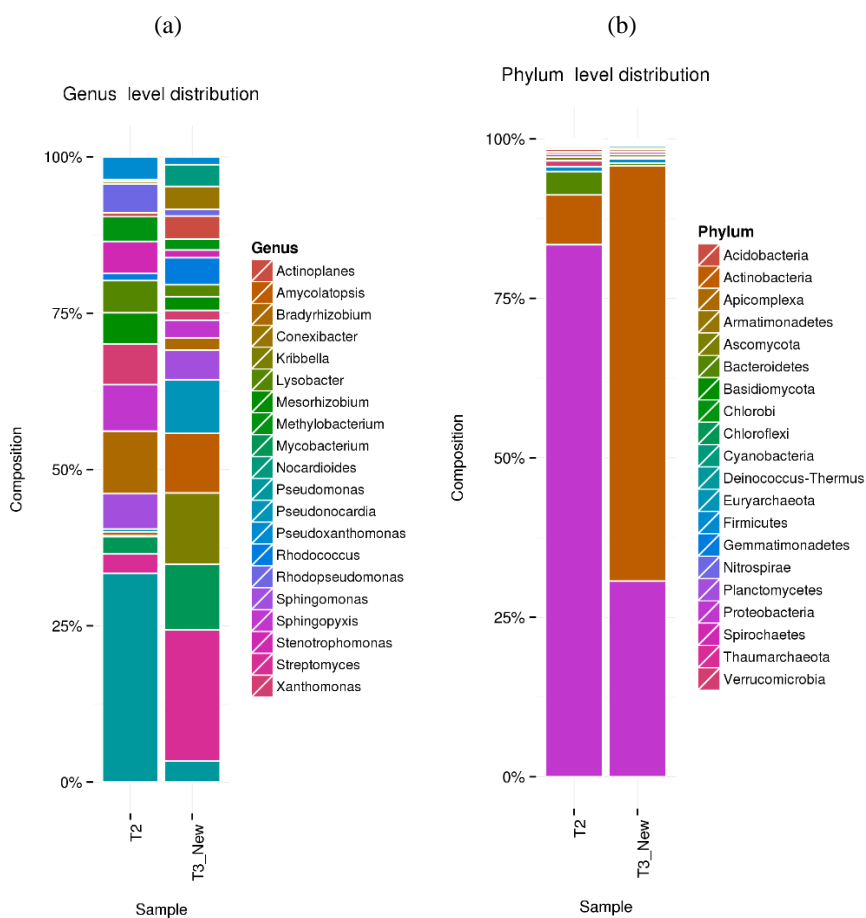 (a)
Genus level distribution
100%
75%
50%
25%
0%
Composition
T2
T3_New
Sample
Genus
Actinoplanes
Amycolatopsis
Bradyrhizobium
Conexibacter
Kribbella
Lysobacter
Mesorhizobium
Methylobacterium
Mycobacterium
Nocardioides
Pseudomonas
Pseudonocardia
Pseudoxanthomonas
Rhodococcus
Rhodopseudomonas
Sphingomonas
Sphingopyxis
Stenotrophomonas
Streptomyces
Xanthomonas
(b)
Phylum level distribution
100%
75%
50%
25%
0%
Composition
T2
T3_New
Sample
Phylum
Acidobacteria
Actinobacteria
Apicomplexa
Armatimonadetes
Ascomycota
Bacteroidetes
Basidiomycota
Chlorobi
Chloroflexi
Cyanobacteria
Deinococcus-Thermus
Euryarchaeota
Firmicutes
Gemmatimonadetes
Nitrospirae
Planctomycetes
Proteobacteria
Spirochaetes
Thaumarchaeota
Verrucomicrobia